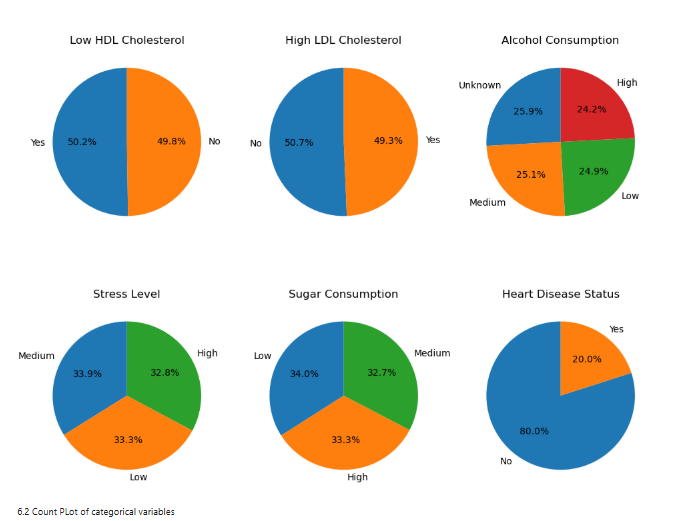 Low HDL Cholesterol
High LDL Cholesterol
Alcohol Consumption
Yes
50.2%
49.8%
No
No
50.7%
49.3%
Yes
Unknown
25.9%
High
24.2%
25.1%
Medium
24.9%
Low
Stress Level
Sugar Consumption
Heart Disease Status
Medium
33.9%
High
32.8%
33.3%
Low
Low
34.0%
Medium
32.7%
33.3%
High
Yes
20.0%
80.0%
No
6.2 Count PLot of categorical variables